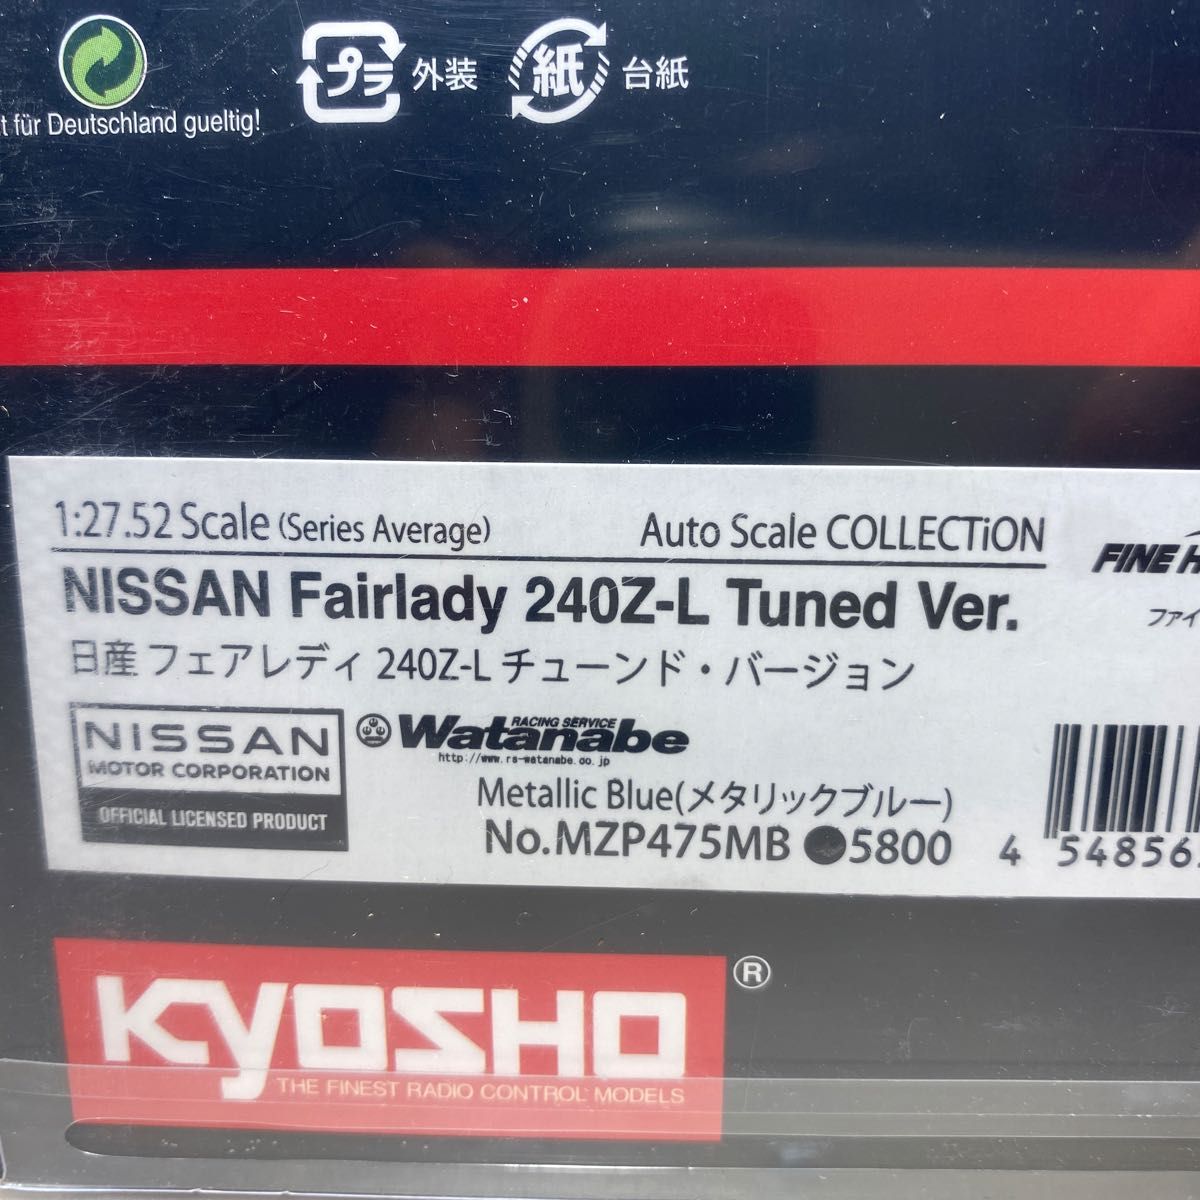 プラ 外装 紙 台紙
für Deutschland gueltig!
1:27.52 Scale (Series Average) Auto Scale COLLECTiON
NISSAN Fairlady 240Z-L Tuned Ver.
日産 フェアレディ 240Z-L チューンド・バージョン
FINE
ファイ
NISSAN
MOTOR CORPORATION
OFFICIAL LICENSED PRODUCT
RACING SERVICE
Watanabe
http://www.rs-watanabe.co.jp
Metallic Blue(メタリックブルー)
No.MZP475MB ●5800
4 54856
KYOSHO ®
THE FINEST RADIO CONTROL MODELS